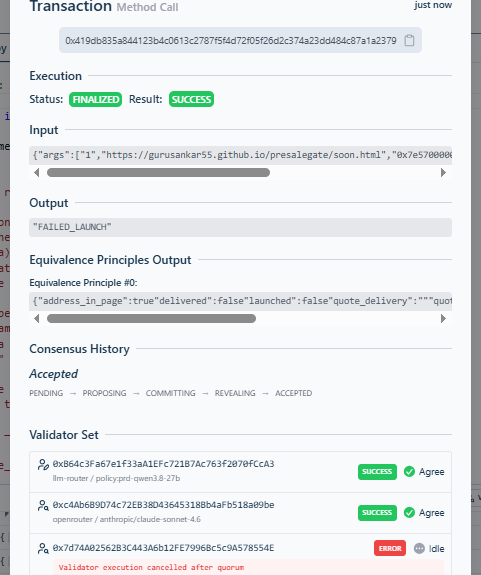 Transaction Method Call
just now
0x419db835a844123b4c0613c2787f5f4d72f05f26d2c374a23dd484c87a1a2379
Execution
Status: FINALIZED Result: SUCCESS
Input
{"args":["1","https://gurusankar55.github.io/presalegate/soon.html","0x7e570000
Output
"FAILED_LAUNCH"
Equivalence Principles Output
Equivalence Principle #0:
{"address_in_page":true"delivered":false"launched":false"quote_delivery":"""quot
Consensus History
Accepted
PENDING → PROPOSING → COMMITTING → REVEALING → ACCEPTED
Validator Set
0xB64c3Fa67e1f33aA1EFc721B7Ac763f2070fCcA3
llm-router / policy:prd-qwen3.8-27b
SUCCESS Agree
0xc4Ab6B9D74c72EB38D43645318Bb4aFb518a09be
openrouter / anthropic/claude-sonnet-4.6
SUCCESS Agree
0x7d74A02562B3C443A6b12FE7996Bc5c9A578554E
ERROR Idle
Validator execution cancelled after quorum